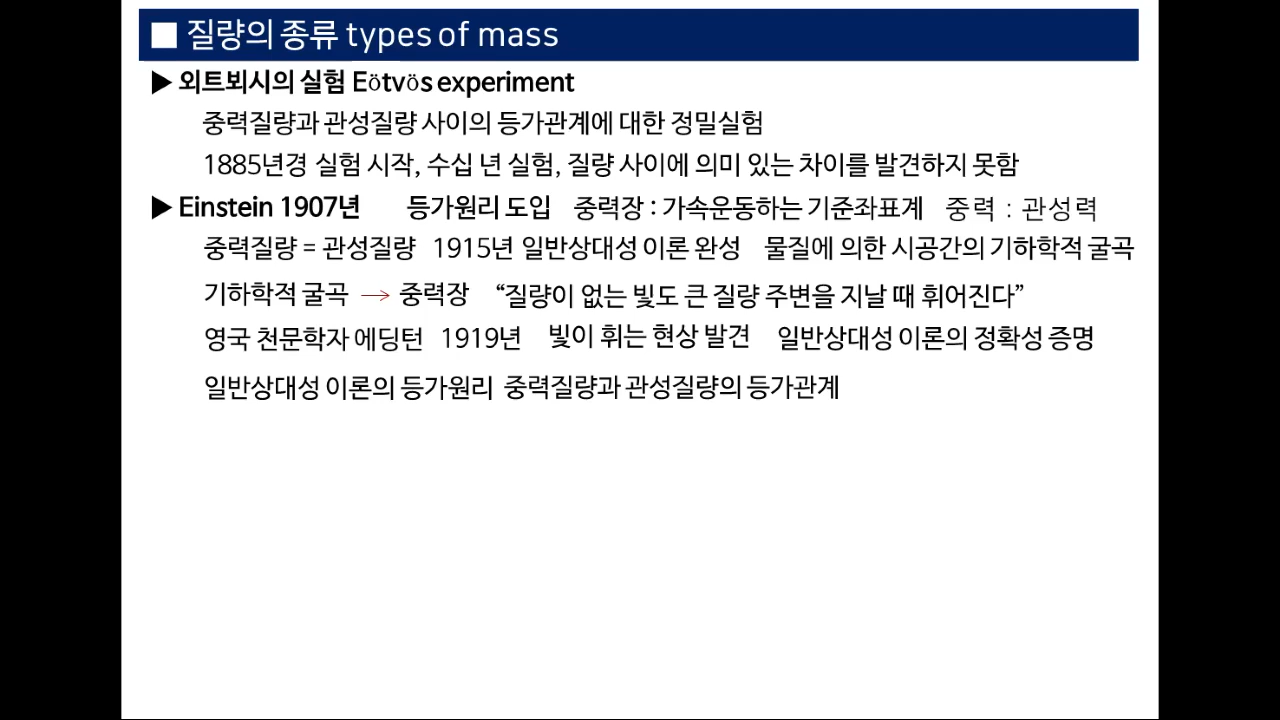 ■ 질량의 종류 types of mass
▶ 외트뵈시의 실험 Eötvös experiment
중력질량과 관성질량 사이의 등가관계에 대한 정밀실험
1885년경 실험 시작, 수십 년 실험, 질량 사이에 의미 있는 차이를 발견하지 못함
▶ Einstein 1907년 등가원리 도입 중력장 : 가속운동하는 기준좌표계 중력 : 관성력
중력질량 = 관성질량 1915년 일반상대성 이론 완성 물질에 의한 시공간의 기하학적 굴곡
기하학적 굴곡 → 중력장 “질량이 없는 빛도 큰 질량 주변을 지날 때 휘어진다”
영국 천문학자 에딩턴 1919년 빛이 휘는 현상 발견 일반상대성 이론의 정확성 증명
일반상대성 이론의 등가원리 중력질량과 관성질량의 등가관계